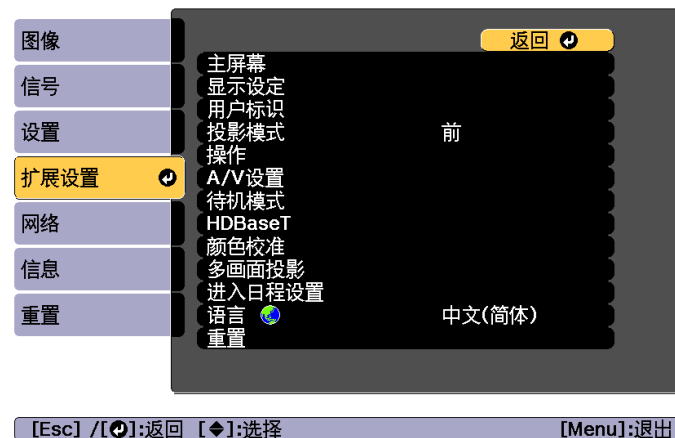 图像
信号
设置
扩展设置
网络
信息
重置
返回
主屏幕
显示设定
用户标识
投影模式 前
操作
A/V设置
待机模式
HDBaseT
颜色校准
多画面投影
进入日程设置
语言 中文(简体)
重置
[Esc] /[]:返回 []:选择 [Menu]:退出